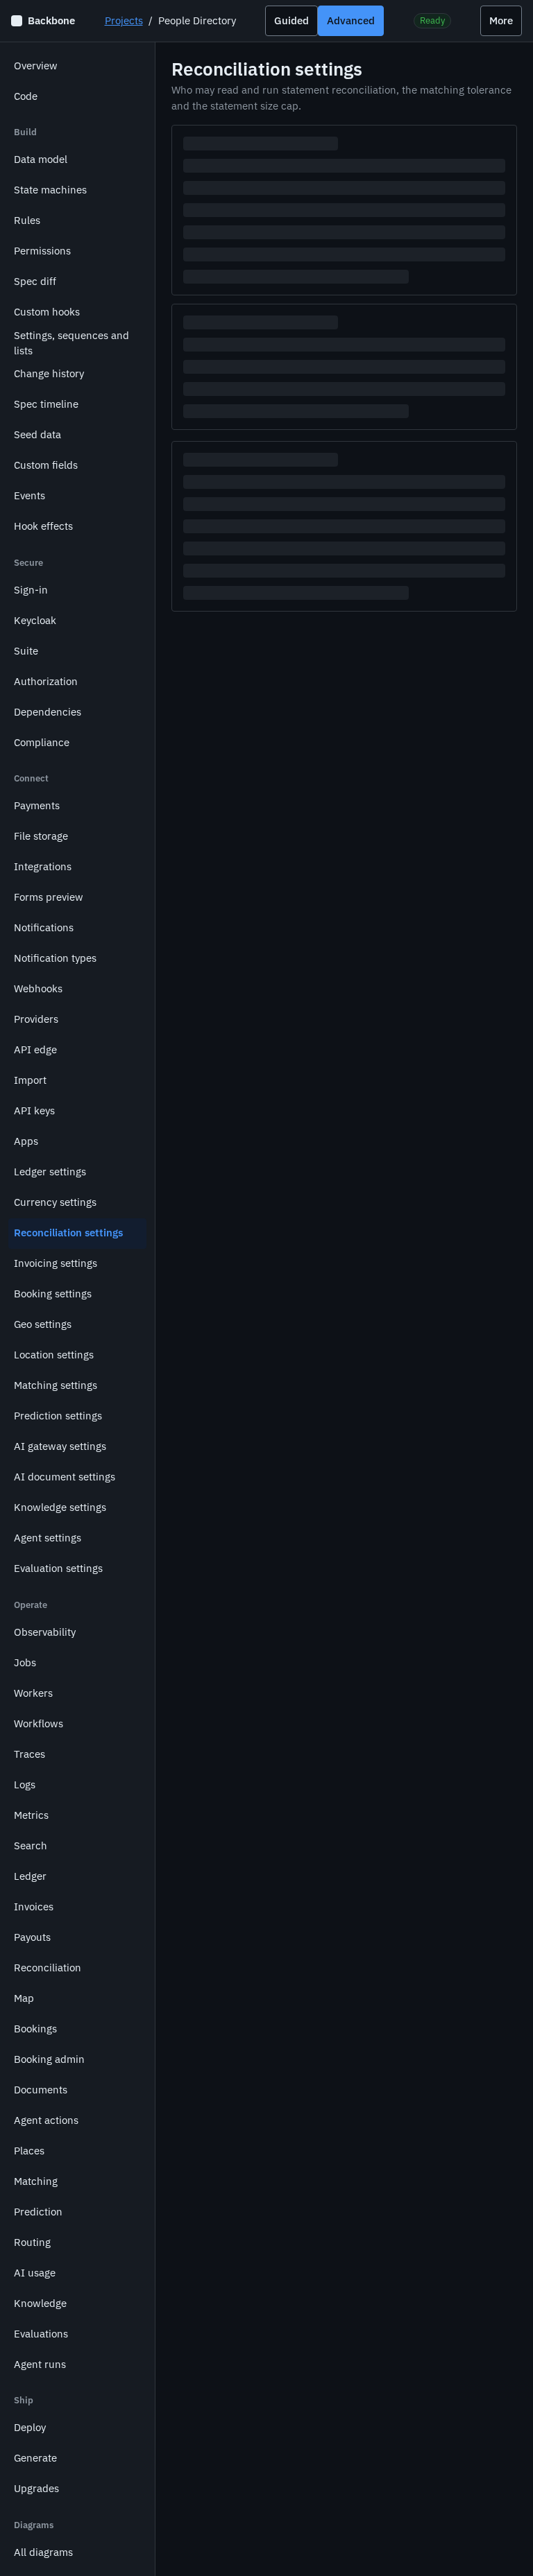 Backbone
Projects / People Directory
Guided
Advanced
Ready
More
Overview
Code
Build
Data model
State machines
Rules
Permissions
Spec diff
Custom hooks
Settings, sequences and
lists
Change history
Spec timeline
Seed data
Custom fields
Events
Hook effects
Secure
Sign-in
Keycloak
Suite
Authorization
Dependencies
Compliance
Connect
Payments
File storage
Integrations
Forms preview
Notifications
Notification types
Webhooks
Providers
API edge
Import
API keys
Apps
Ledger settings
Currency settings
Reconciliation settings
Invoicing settings
Booking settings
Geo settings
Location settings
Matching settings
Prediction settings
AI gateway settings
AI document settings
Knowledge settings
Agent settings
Evaluation settings
Operate
Observability
Jobs
Workers
Workflows
Traces
Logs
Metrics
Search
Ledger
Invoices
Payouts
Reconciliation
Map
Bookings
Booking admin
Documents
Agent actions
Places
Matching
Prediction
Routing
AI usage
Knowledge
Evaluations
Agent runs
Ship
Deploy
Generate
Upgrades
Diagrams
All diagrams
Reconciliation settings
Who may read and run statement reconciliation, the matching tolerance
and the statement size cap.